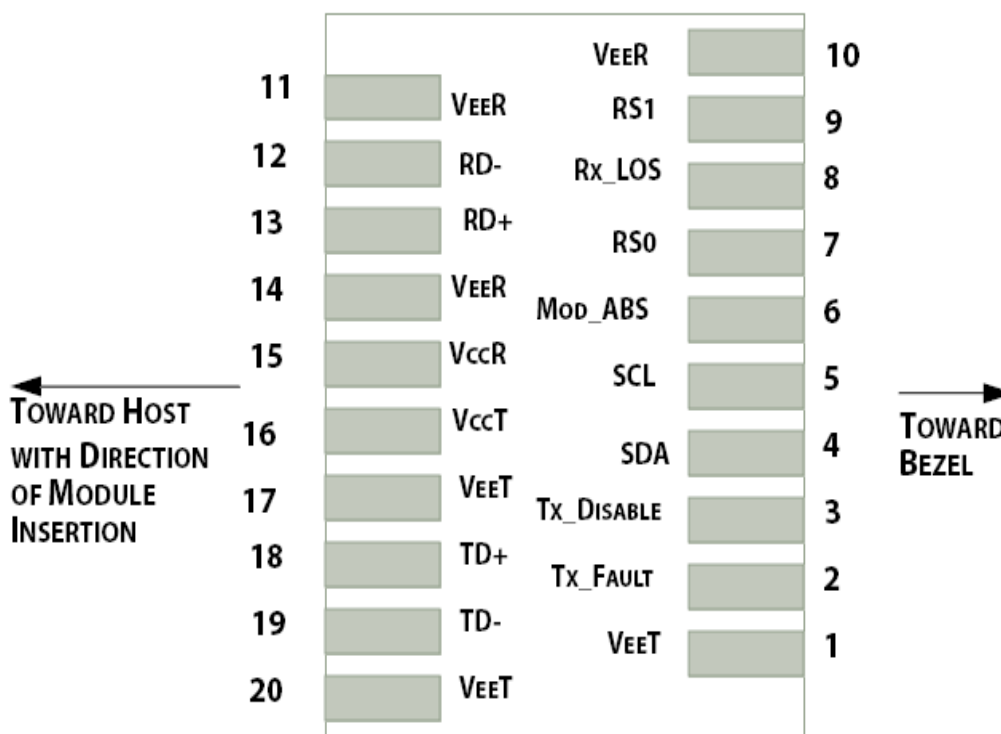 VEER 10
11 VEER
RS1 9
12 RD-
Rx_LOS 8
13 RD+
RS0 7
14 VEER
MOD_ABS 6
15 VCCR
SCL 5
TOWARD HOST
WITH DIRECTION
OF MODULE
INSERTION
TOWARD
BEZEL
16 VCCT
SDA 4
17 VEET
TX_DISABLE 3
18 TD+
TX_FAULT 2
19 TD-
VEET 1
20 VEET